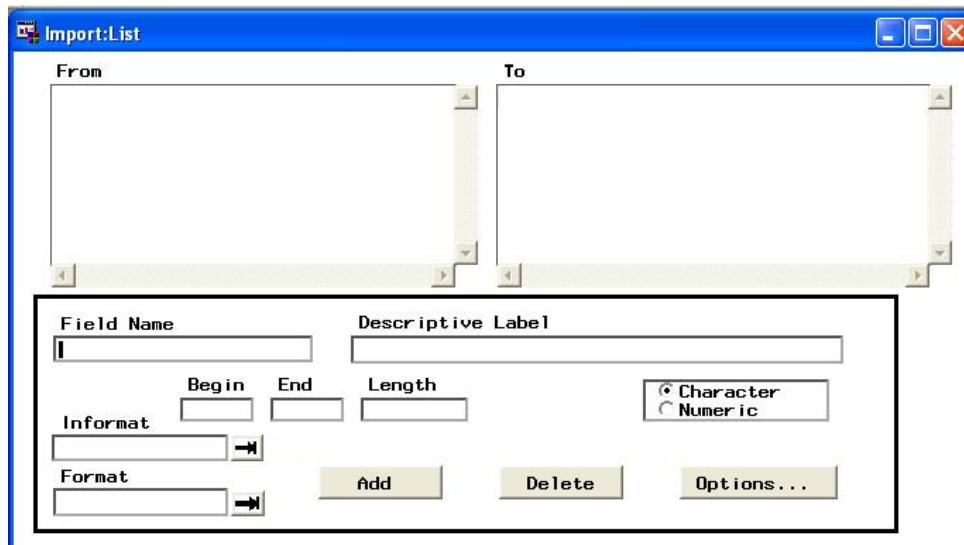 Import:List
From To
Field Name Descriptive Label
Begin End Length
Character
Numeric
Informat
Format
Add Delete Options...